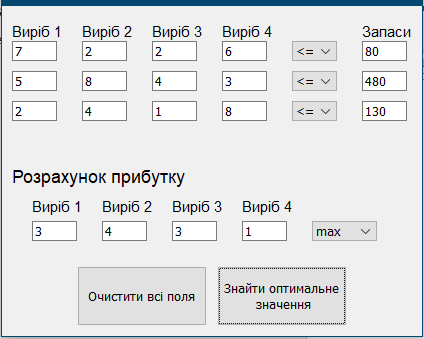 Виріб 1 Виріб 2 Виріб 3 Виріб 4 Запаси
7 2 2 6 <= 80
5 8 4 3 <= 480
2 4 1 8 <= 130
Розрахунок прибутку
Виріб 1 Виріб 2 Виріб 3 Виріб 4
3 4 3 1 max
Очистити всі поля
Знайти оптимальне
значення